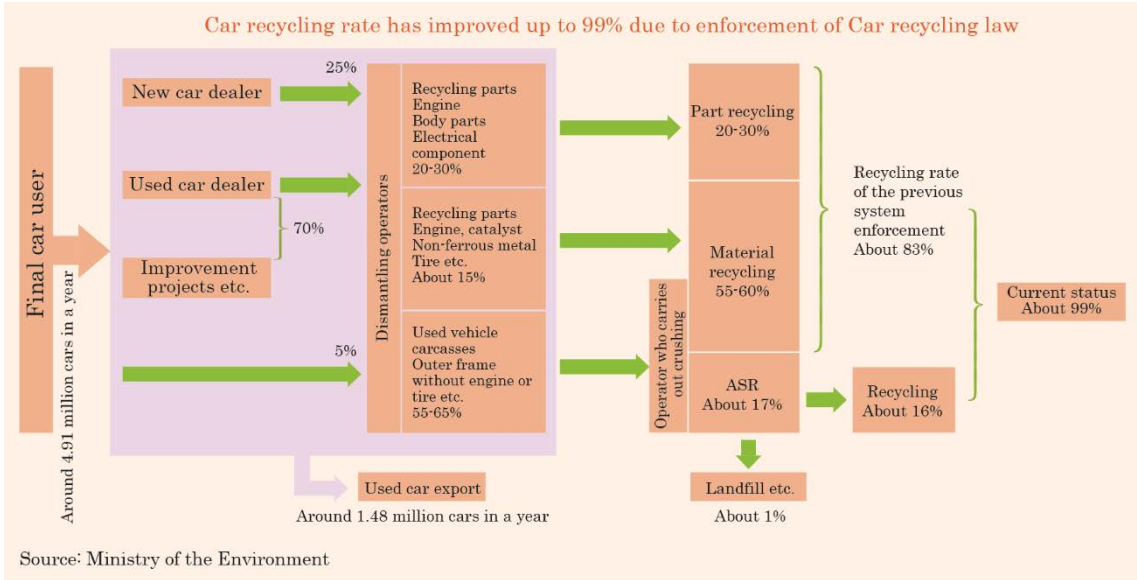 Car recycling rate has improved up to 99% due to enforcement of Car recycling law
Final car user
Around 4.91 million cars in a year
New car dealer
25%
Used car dealer
70%
Improvement
projects etc.
5%
Dismantling operators
Recycling parts
Engine
Body parts
Electrical
component
20-30%
Recycling parts
Engine, catalyst
Non-ferrous metal
Tire etc.
About 15%
Used vehicle
carcasses
Outer frame
without engine or
tire etc.
55-65%
Used car export
Around 1.48 million cars in a year
Operator who carries
out crushing
Part recycling
20-30%
Material
recycling
55-60%
ASR
About 17%
Landfill etc.
About 1%
Recycling rate
of the previous
system
enforcement
About 83%
Recycling
About 16%
Current status
About 99%
Source: Ministry of the Environment